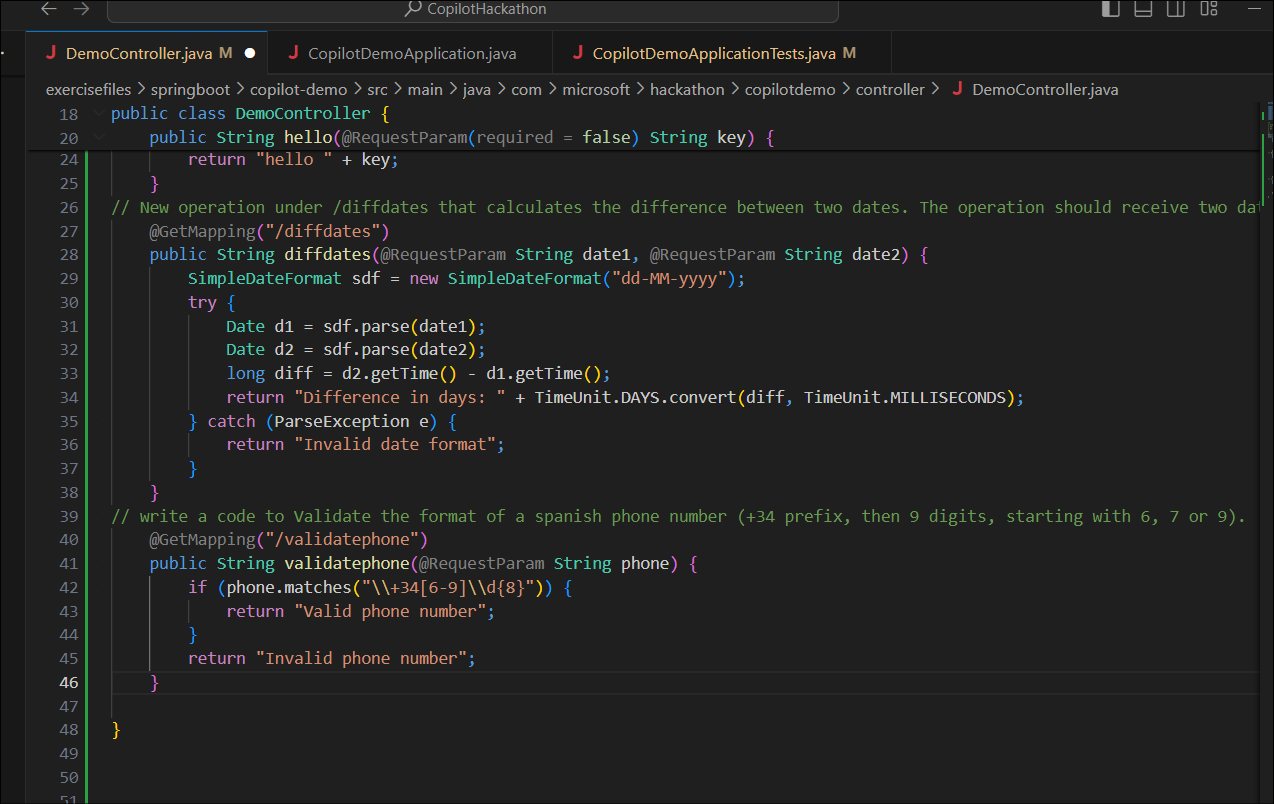 CopilotHackathon
DemoController.java M
CopilotDemoApplication.java
CopilotDemoApplicationTests.java M
exercisefiles > springboot > copilot-demo > src > main > java > com > microsoft > hackathon > copilotdemo > controller > DemoController.java
18 public class DemoController {
20 public String hello(@RequestParam(required = false) String key) {
24 return "hello " + key;
25 }
26 // New operation under /diffdates that calculates the difference between two dates. The operation should receive two dat
27 @GetMapping("/diffdates")
28 public String diffdates(@RequestParam String date1, @RequestParam String date2) {
29 SimpleDateFormat sdf = new SimpleDateFormat("dd-MM-yyyy");
30 try {
31 Date d1 = sdf.parse(date1);
32 Date d2 = sdf.parse(date2);
33 long diff = d2.getTime() - d1.getTime();
34 return "Difference in days: " + TimeUnit.DAYS.convert(diff, TimeUnit.MILLISECONDS);
35 } catch (ParseException e) {
36 return "Invalid date format";
37 }
38 }
39 // write a code to Validate the format of a spanish phone number (+34 prefix, then 9 digits, starting with 6, 7 or 9).
40 @GetMapping("/validatephone")
41 public String validatephone(@RequestParam String phone) {
42 if (phone.matches("\\+34[6-9]\\d{8}")) {
43 return "Valid phone number";
44 }
45 return "Invalid phone number";
46 }
47
48 }
49
50
51